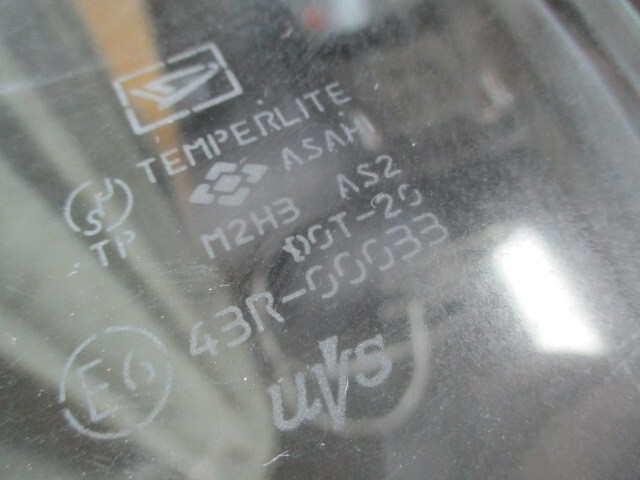 TEMPERLITE
ASAHI
JIS
TP
M2H3 AS2
DOT-20
43R-00033
E6
uvs